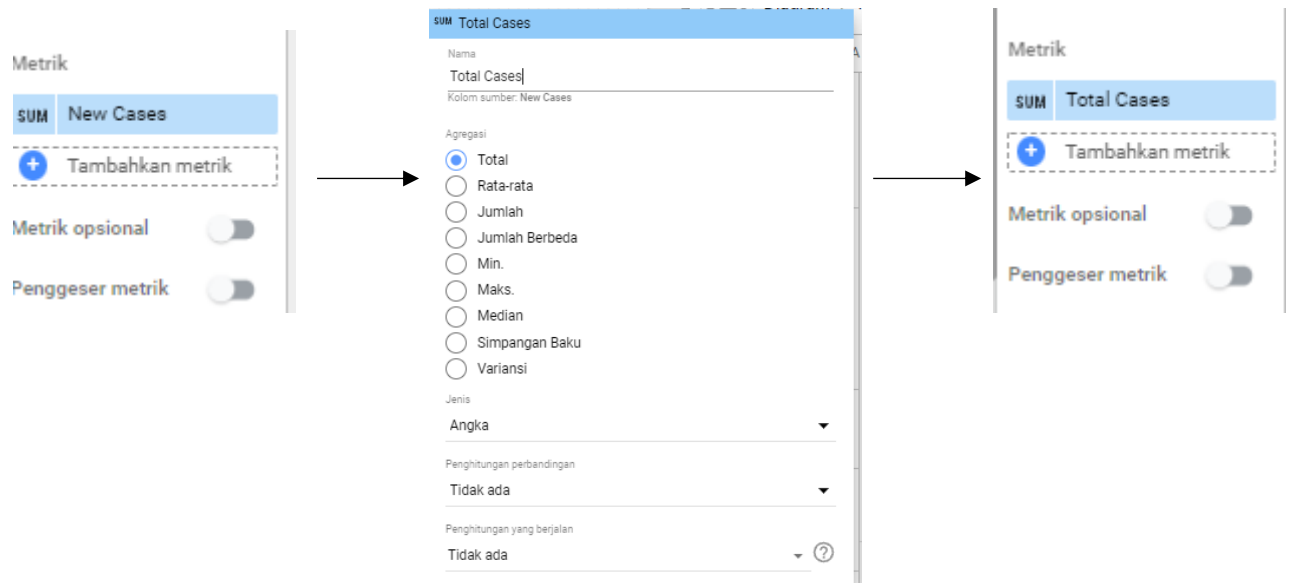 Metrik
SUM New Cases
Tambahkan metrik
Metrik opsional
Penggeser metrik
SUM Total Cases
Nama
Total Cases
Kolom sumber: New Cases
Agregasi
Total
Rata-rata
Jumlah
Jumlah Berbeda
Min.
Maks.
Median
Simpangan Baku
Variansi
Jenis
Angka
Penghitungan perbandingan
Tidak ada
Penghitungan yang berjalan
Tidak ada
Metrik
SUM Total Cases
Tambahkan metrik
Metrik opsional
Penggeser metrik